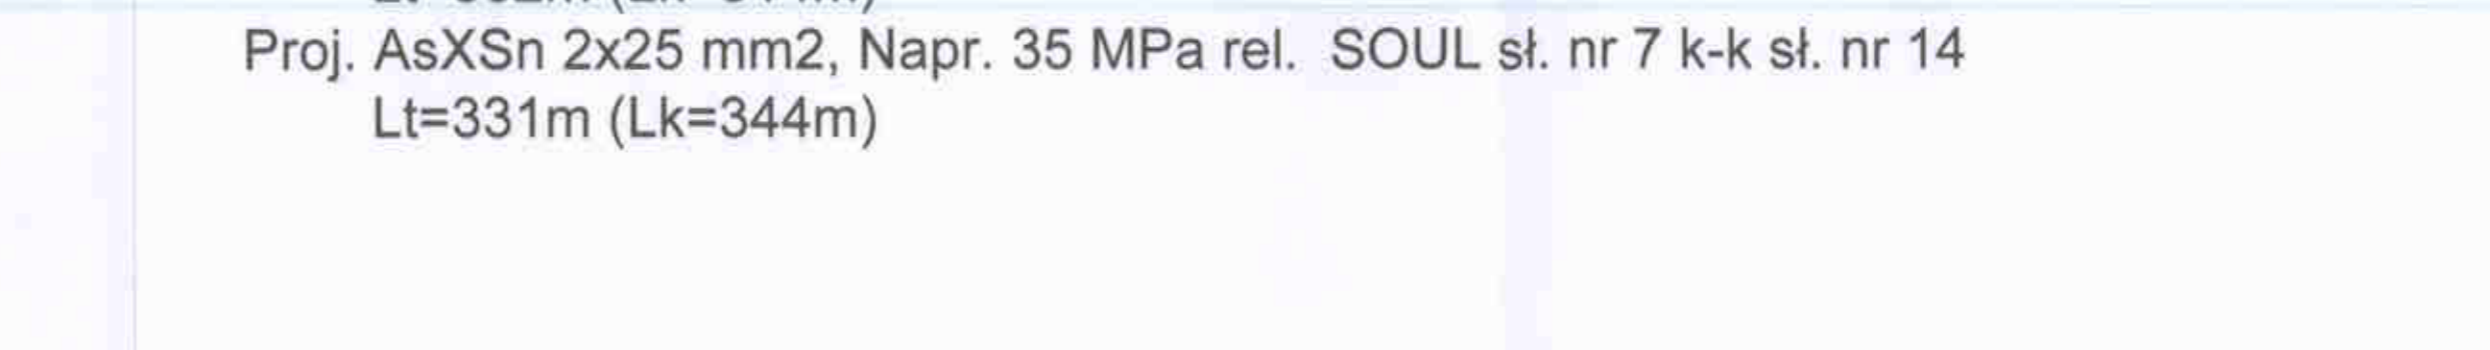 Proj. AsXSn 2x25 mm2, Napr. 35 MPa rel. SOUL sł. nr 7 k-k sł. nr 14
Lt=331m (Lk=344m)